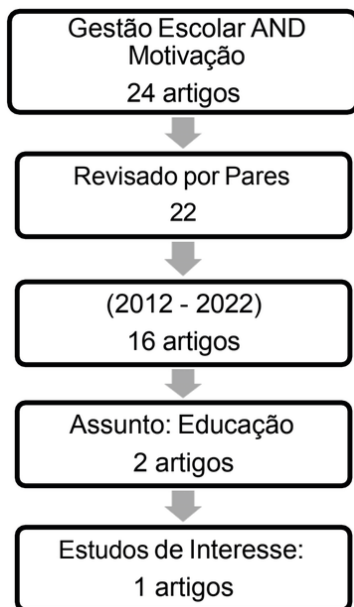 Gestão Escolar AND
Motivação
24 artigos
Revisado por Pares
22
(2012 - 2022)
16 artigos
Assunto: Educação
2 artigos
Estudos de Interesse:
1 artigos